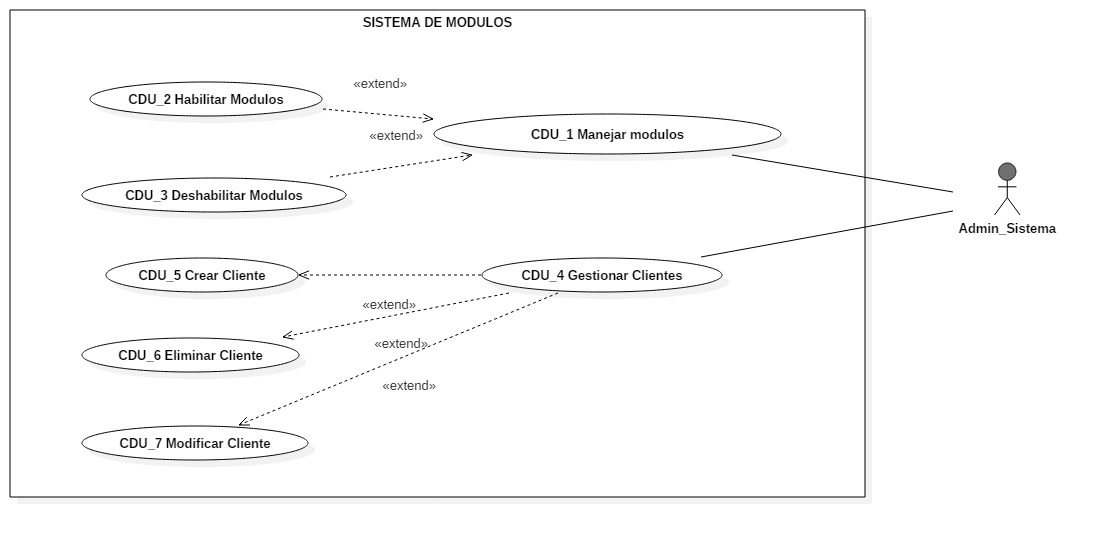 SISTEMA DE MODULOS
«extend»
CDU_2 Habilitar Modulos
«extend»
CDU_1 Manejar modulos
CDU_3 Deshabilitar Modulos
Admin_Sistema
CDU_5 Crear Cliente
CDU_4 Gestionar Clientes
«extend»
«extend»
CDU_6 Eliminar Cliente
«extend»
CDU_7 Modificar Cliente